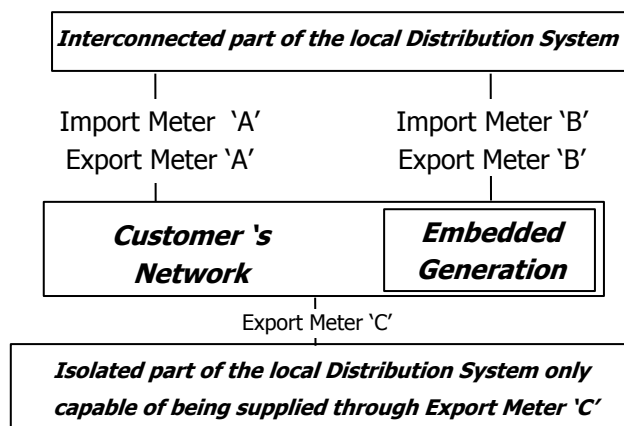 Interconnected part of the local Distribution System
Import Meter ‘A’ Import Meter ‘B’
Export Meter ‘A’ Export Meter ‘B’
Customer ‘s Embedded
Network Generation
Export Meter ‘C’
Isolated part of the local Distribution System only
capable of being supplied through Export Meter ‘C’